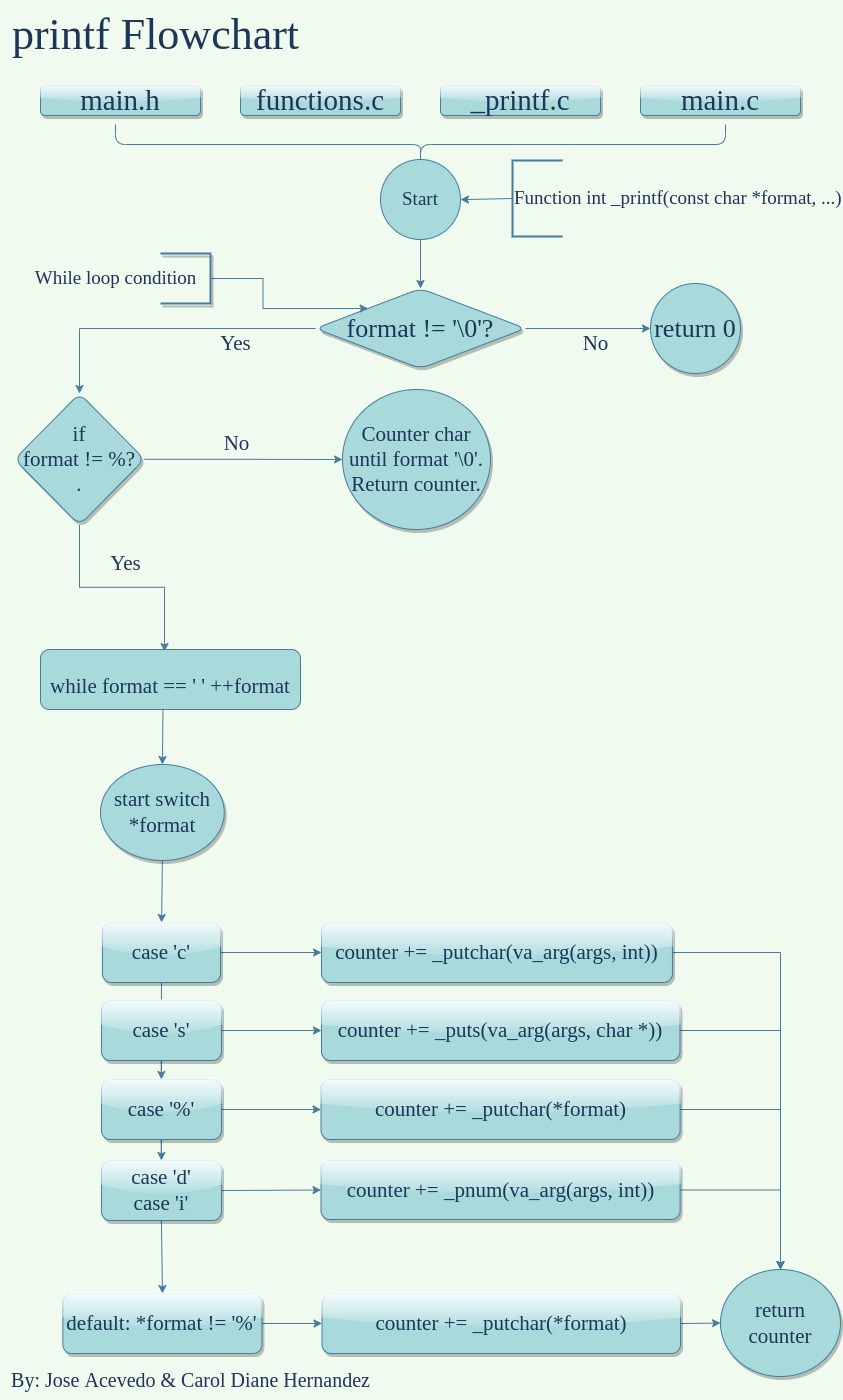 printf Flowchart
main.h
functions.c
_printf.c
main.c
Start
Function int _printf(const char *format, ...)
While loop condition
format != '\0'?
return 0
Yes
No
if
format != %?
.
No
Counter char
until format '\0'.
Return counter.
Yes
while format == ' ' ++format
start switch
*format
case 'c'
counter += _putchar(va_arg(args, int))
case 's'
counter += _puts(va_arg(args, char *))
case '%'
counter += _putchar(*format)
case 'd'
case 'i'
counter += _pnum(va_arg(args, int))
default: *format != '%'
counter += _putchar(*format)
return
counter
By: Jose Acevedo & Carol Diane Hernandez